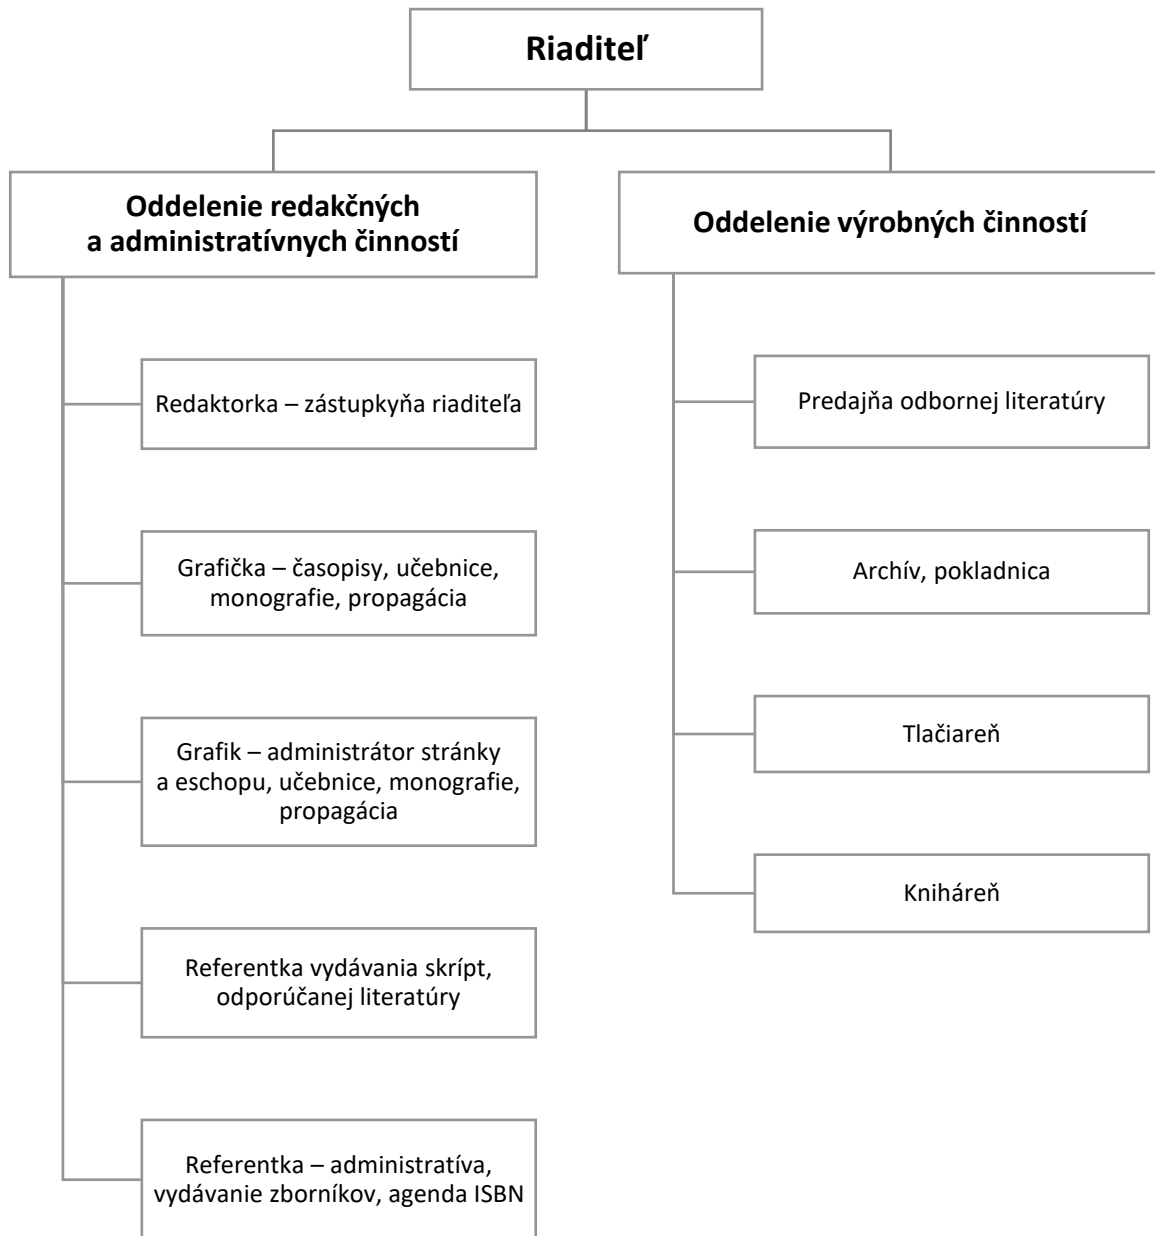 Riaditeľ
Oddelenie redakčných
a administratívnych činností
Redaktorka – zástupkyňa riaditeľa
Grafička – časopisy, učebnice,
monografie, propagácia
Grafik – administrátor stránky
a eschopu, učebnice, monografie,
propagácia
Referentka vydávania skrípt,
odporúčanej literatúry
Referentka – administratíva,
vydávanie zborníkov, agenda ISBN
Oddelenie výrobných činností
Predajňa odbornej literatúry
Archív, pokladnica
Tlačiareň
Kniháreň